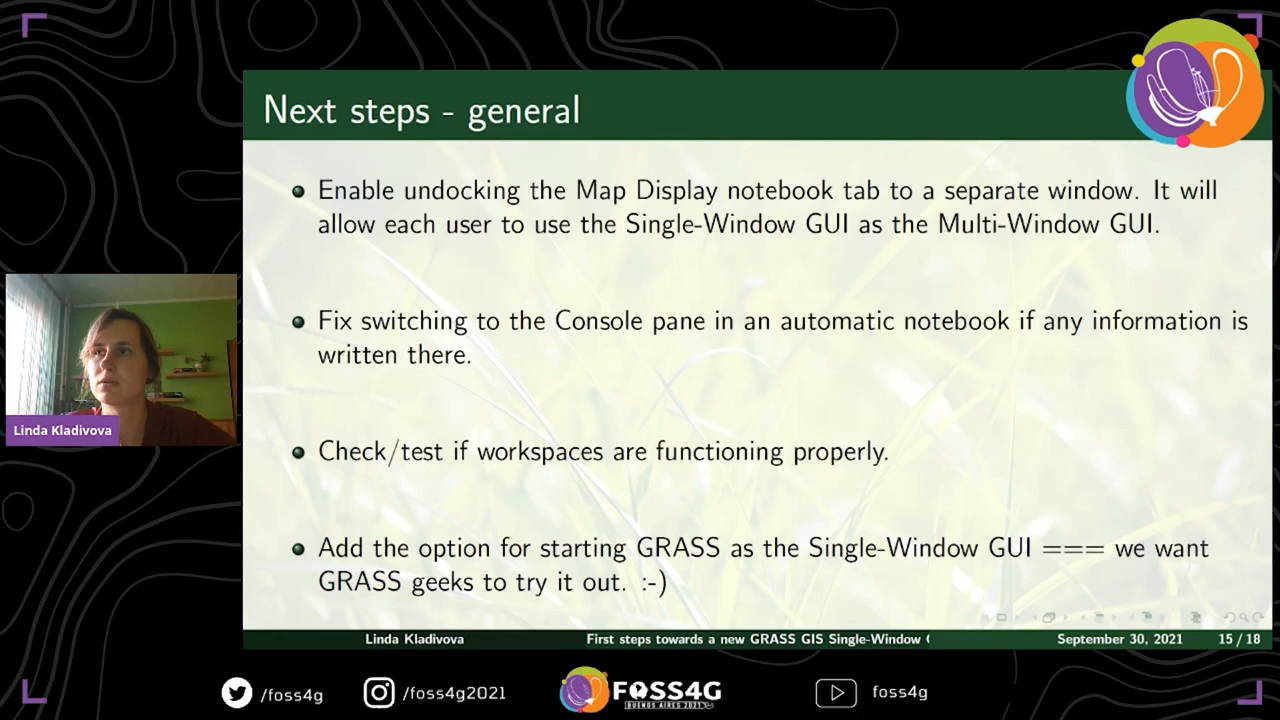 Next steps - general
Enable undocking the Map Display notebook tab to a separate window. It will
allow each user to use the Single-Window GUI as the Multi-Window GUI.
Fix switching to the Console pane in an automatic notebook if any information is
written there.
Check/test if workspaces are functioning properly.
Add the option for starting GRASS as the Single-Window GUI === we want
GRASS geeks to try it out. :-)
Linda Kladivova
Linda Kladivova
First steps towards a new GRASS GIS Single-Window (
September 30, 2021
15 / 18
/foss4g
/foss4g2021
FOSS4G
BUENOS AIRES 2021
foss4g